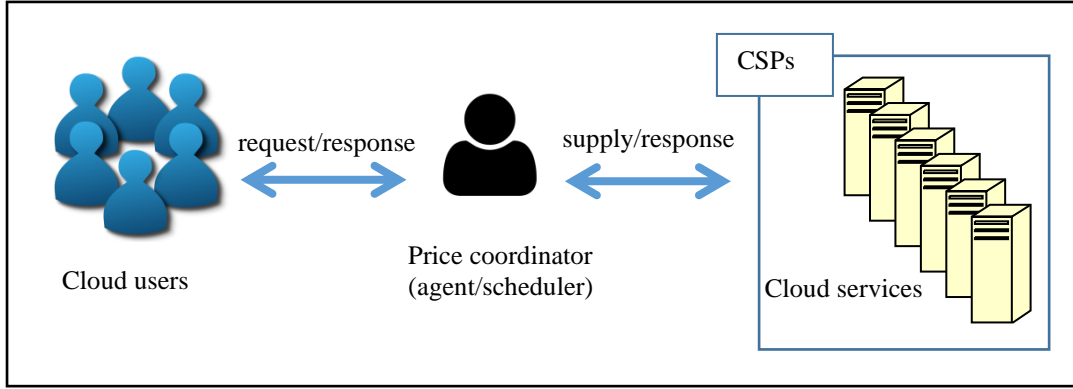 CSPs
request/response
supply/response
Cloud users
Price coordinator
(agent/scheduler)
Cloud services